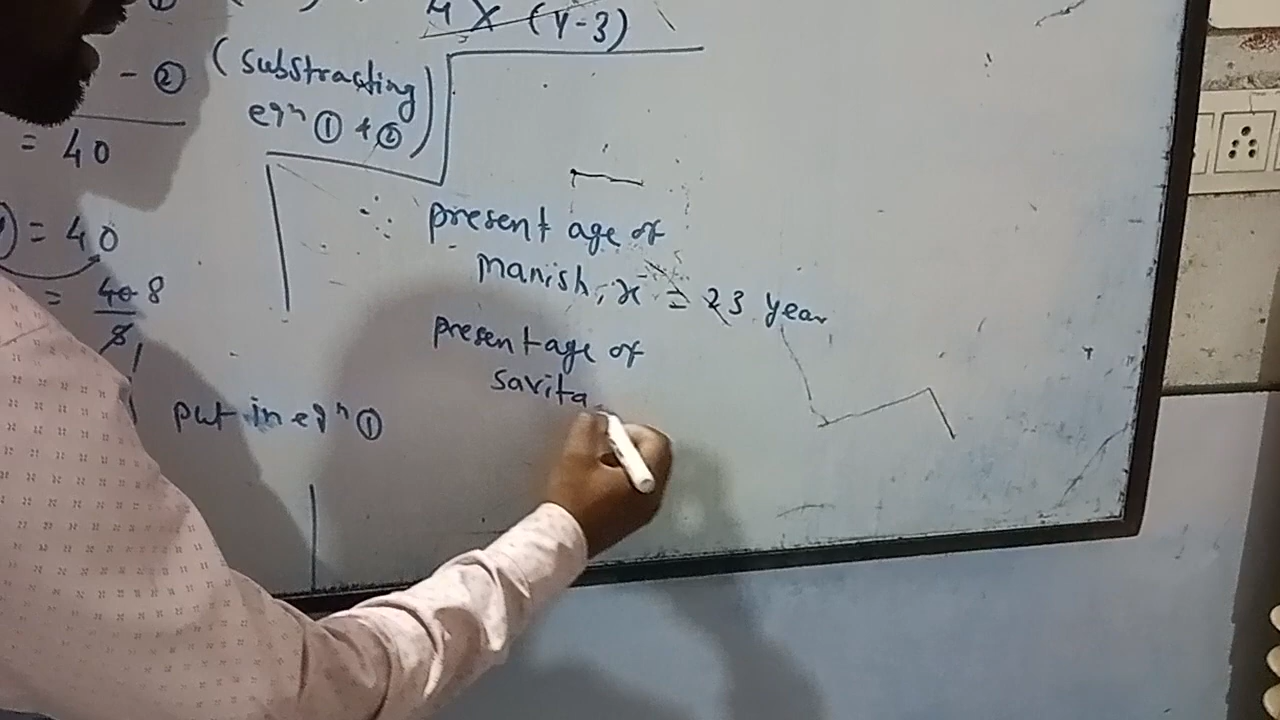 4 x (y-3)
- ②
(substracting
eqⁿ ① + ②)
= 40
) = 40
= 40 8
8
put in eqⁿ ①
∴ present age of
manish, x = 23 year
present age of
savita